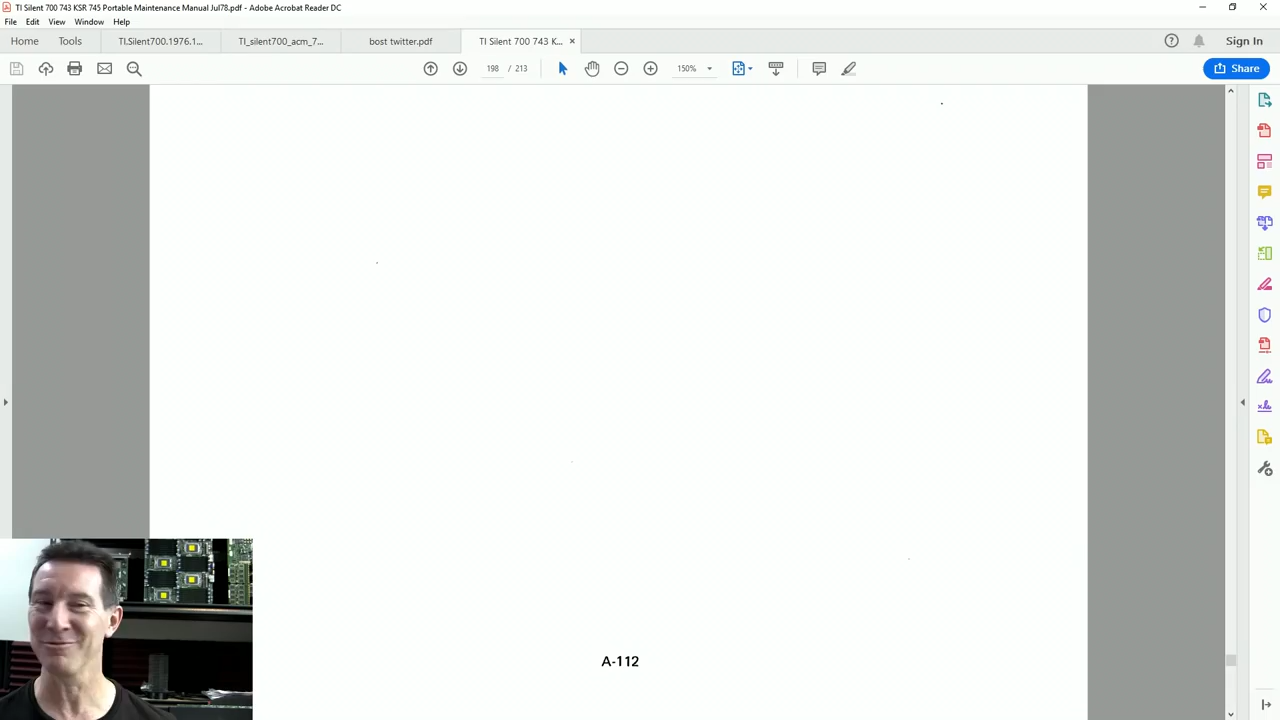 TI Silent 700 743 KSR 745 Portable Maintenance Manual Jul78.pdf - Adobe Acrobat Reader DC
File Edit View Window Help
Home Tools TI.Silent700.1976.1... TI_silent700_acm_7... bost twitter.pdf TI Silent 700 743 K... × Sign In
198 / 213 150% Share
A-112